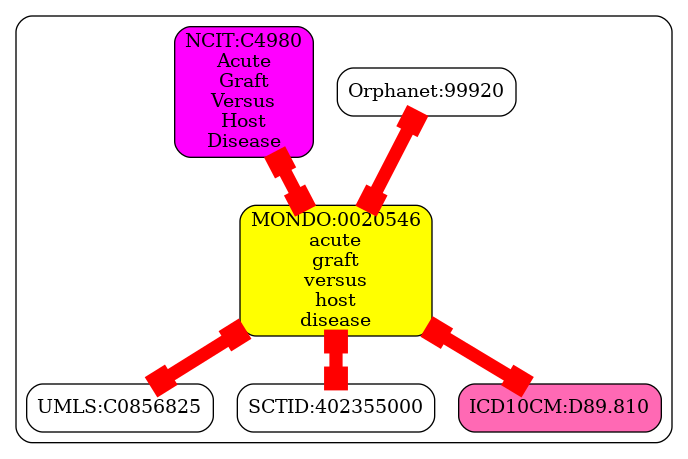 NCIT:C4980
Acute
Graft
Versus
Host
Disease
Orphanet:99920
MONDO:0020546
acute
graft
versus
host
disease
UMLS:C0856825
SCTID:402355000
ICD10CM:D89.810